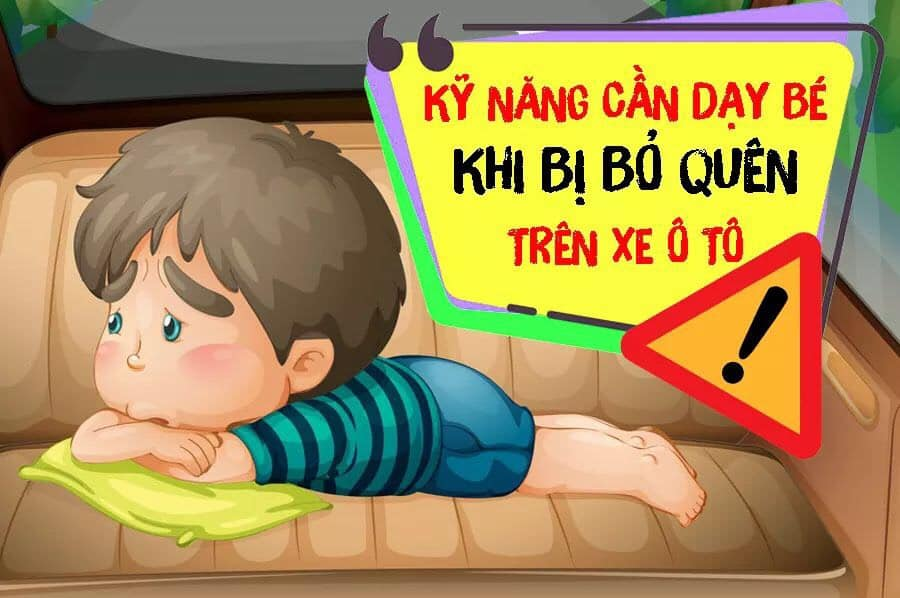 KỸ NĂNG CẦN DẠY BÉ
KHI BỊ BỎ QUÊN
TRÊN XE Ô TÔ